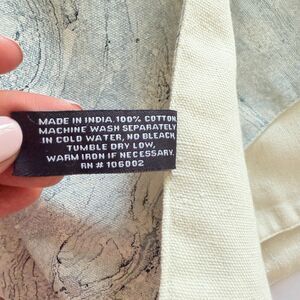 MADE IN INDIA. 100% COTTON
MACHINE WASH SEPARATELY
IN COLD WATER, NO BLEACH.
TUMBLE DRY LOW,
WARM IRON IF NECESSARY.
RN # 106002